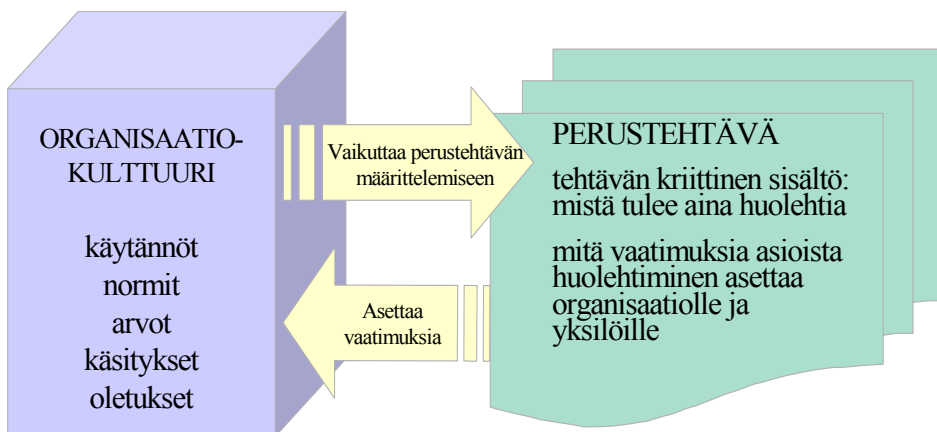 ORGANISAATIO-
KULTTUURI
käytännöt
normit
arvot
käsitykset
oletukset
Vaikuttaa perustehtävän
määrittelemiseen
Asettaa
vaatimuksia
PERUSTEHTÄVÄ
tehtävän kriittinen sisältö:
mistä tulee aina huolehtia
mitä vaatimuksia asioista
huolehtiminen asettaa
organisaatiolle ja
yksilöille